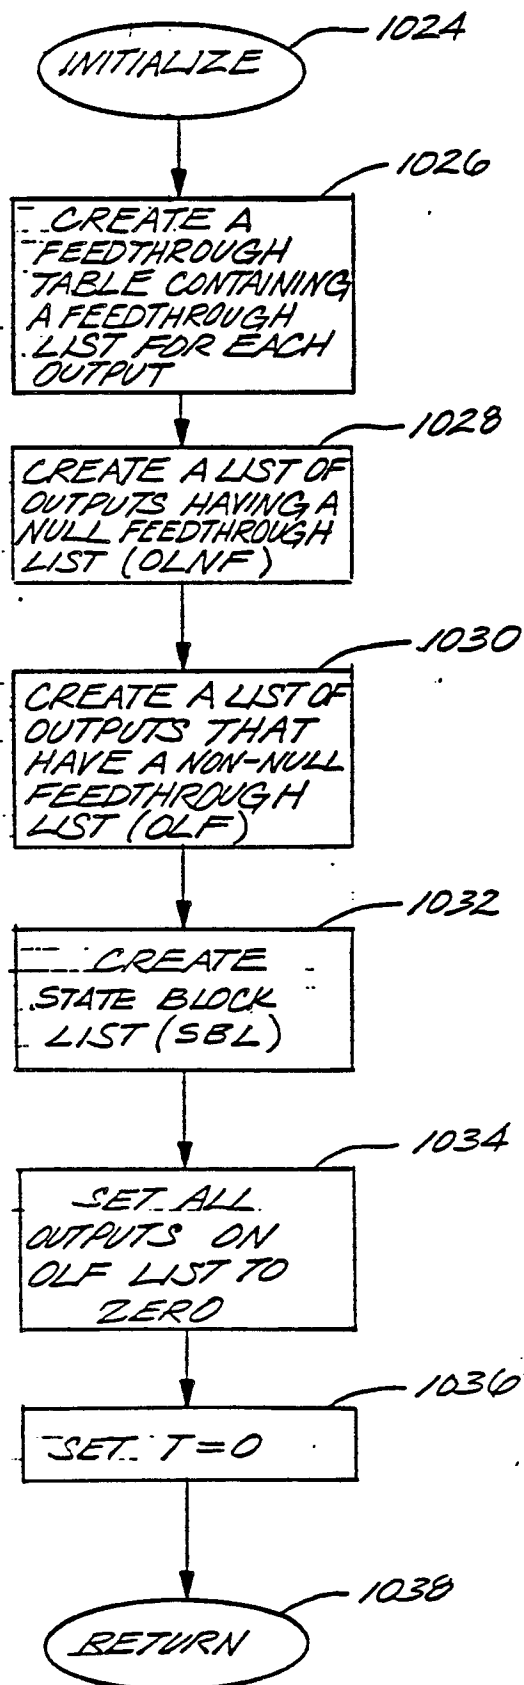 1024
INITIALIZE
1026
CREATE A
FEEDTHROUGH
TABLE CONTAINING
A FEEDTHROUGH
LIST FOR EACH
OUTPUT
1028
CREATE A LIST OF
OUTPUTS HAVING A
NULL FEEDTHROUGH
LIST (OLNF)
1030
CREATE A LIST OF
OUTPUTS THAT
HAVE A NON-NULL
FEEDTHROUGH
LIST (OLF)
1032
CREATE
STATE BLOCK
LIST (SBL)
1034
SET ALL
OUTPUTS ON
OLF LIST TO
ZERO
1036
SET T=0
1038
RETURN